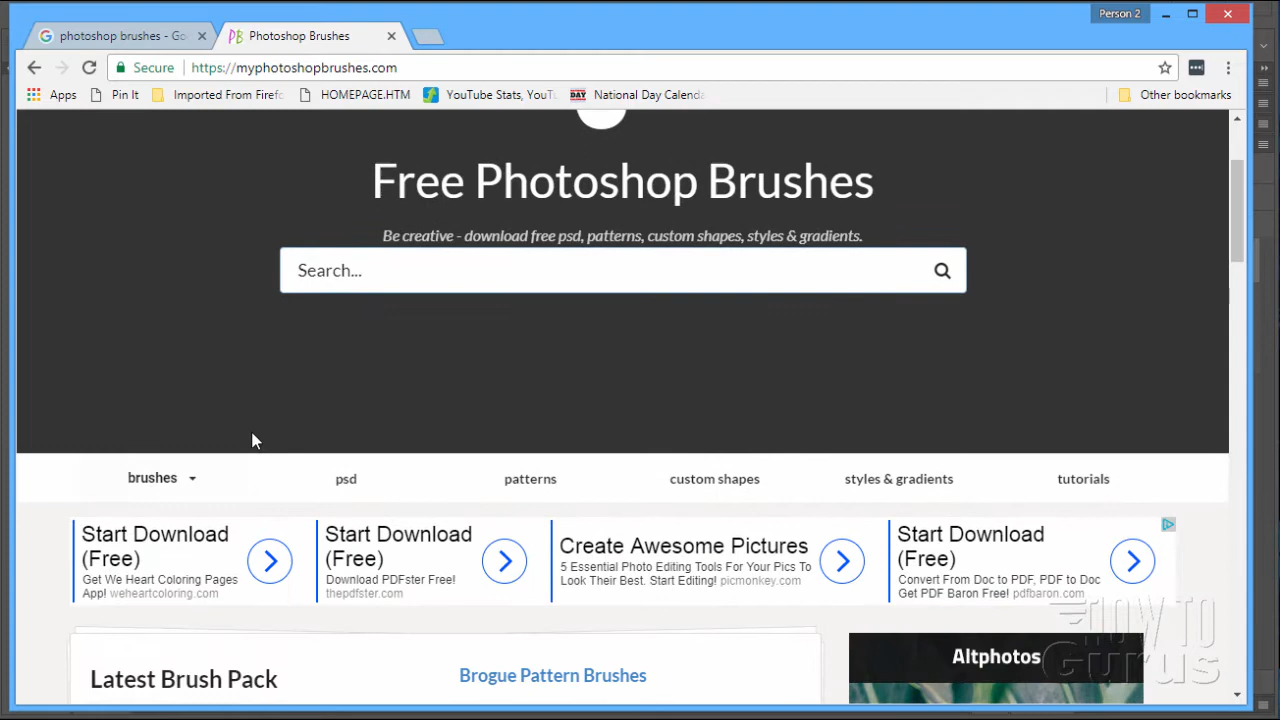 Person 2
photoshop brushes - Go
Photoshop Brushes
Secure https://myphotoshopbrushes.com
Apps Pin It Imported From Firefo HOMEPAGE.HTM YouTube Stats, YouT National Day Calenda Other bookmarks
Free Photoshop Brushes
Be creative - download free psd, patterns, custom shapes, styles & gradients.
Search...
brushes psd patterns custom shapes styles & gradients tutorials
Start Download
(Free)
Get We Heart Coloring Pages
App! weheartcoloring.com
Start Download
(Free)
Download PDFster Free!
thepdfster.com
Create Awesome Pictures
5 Essential Photo Editing Tools For Your Pics To
Look Their Best. Start Editing! picmonkey.com
Start Download
(Free)
Convert From Doc to PDF, PDF to Doc
Get PDF Baron Free! pdfbaron.com
Latest Brush Pack
Brogue Pattern Brushes
Altphotos
HOW TO
Gurus